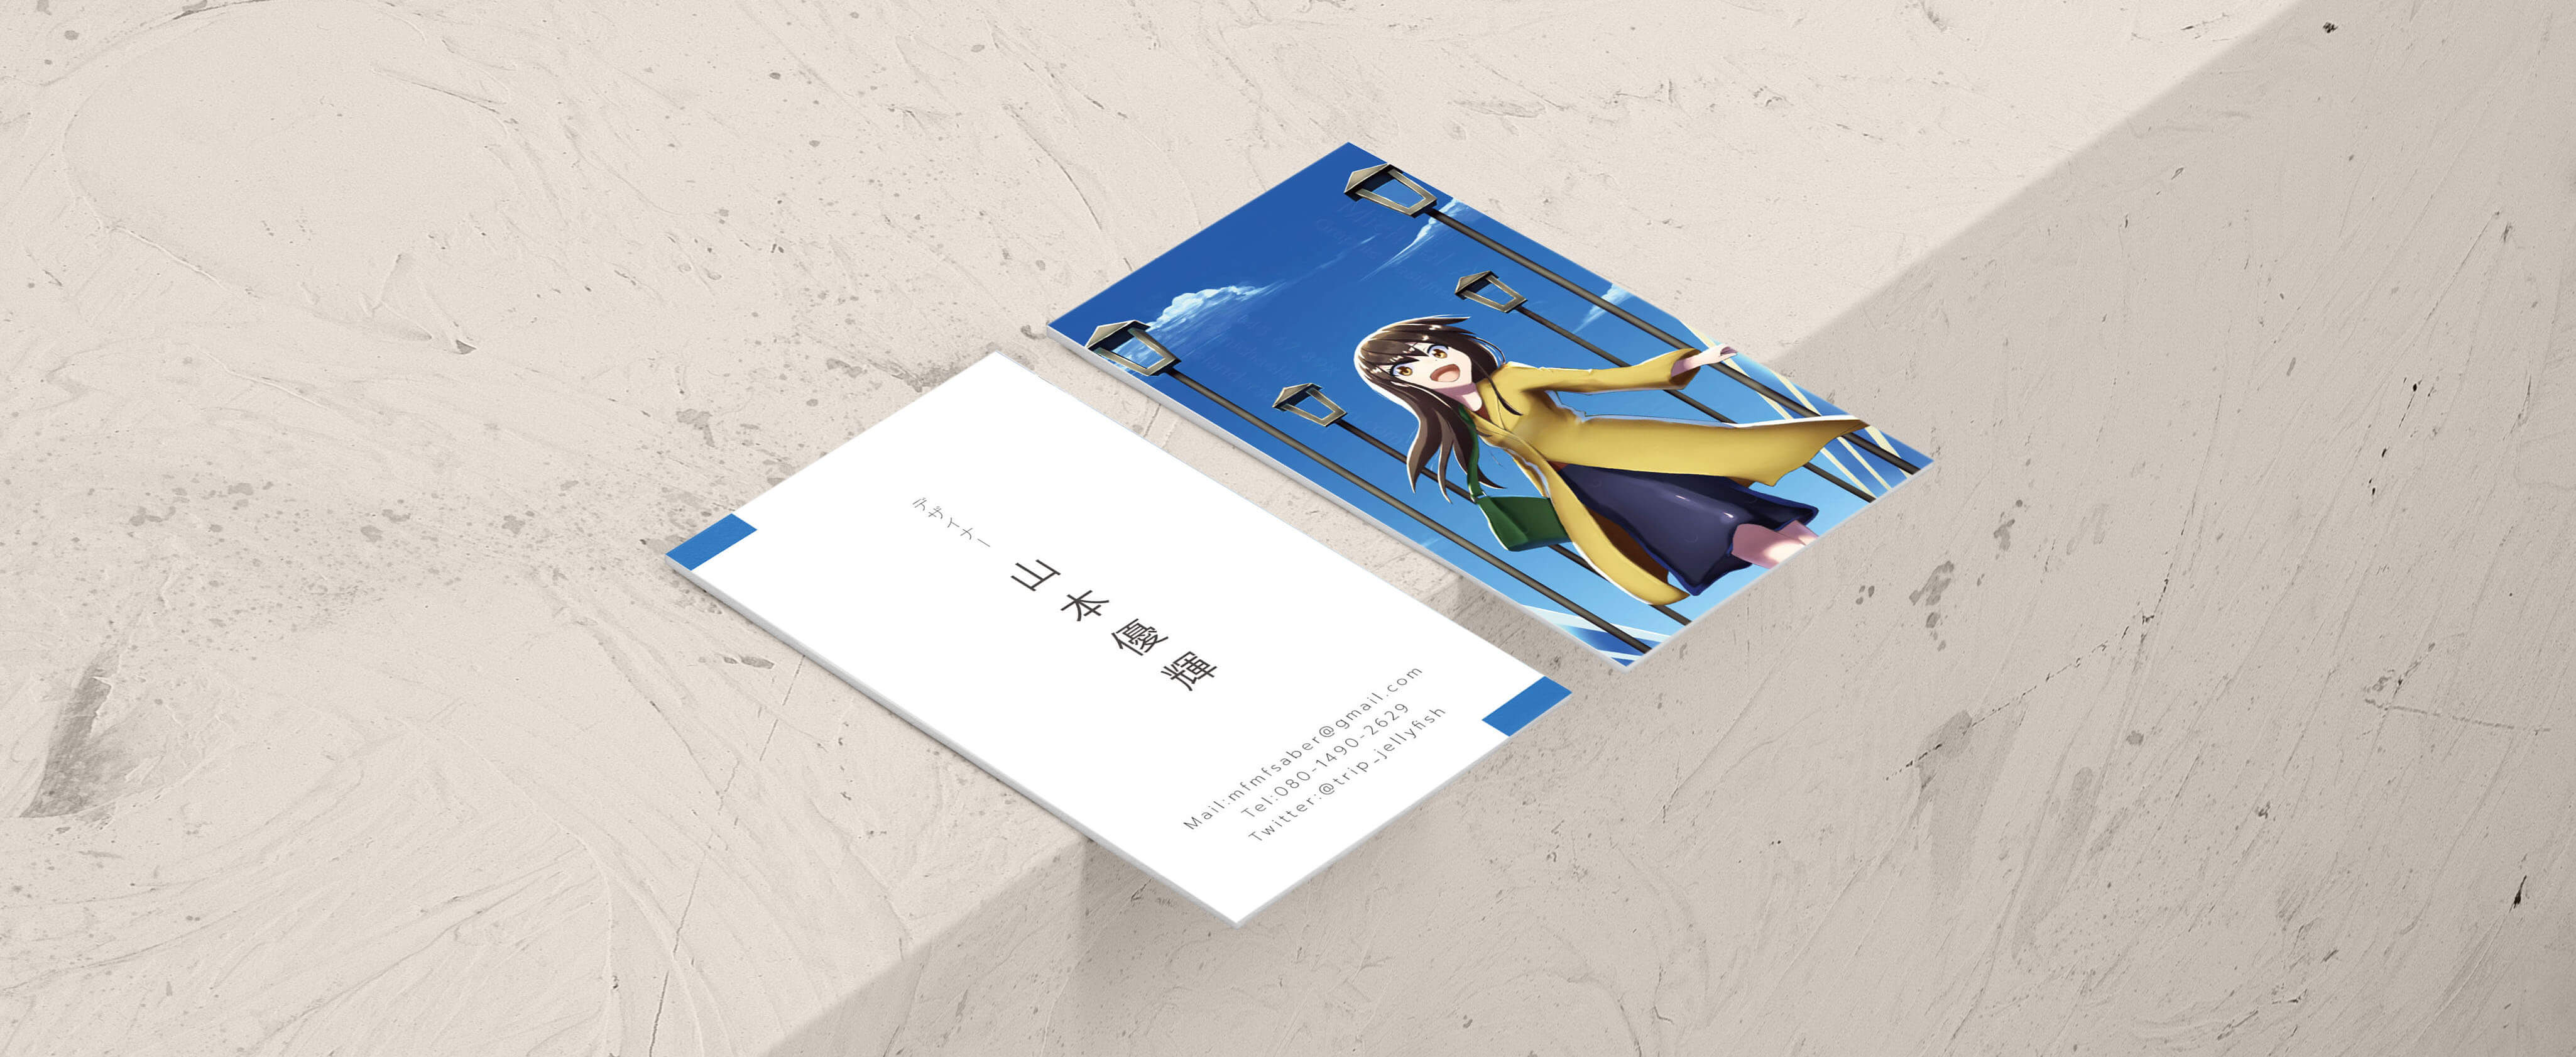 デザイナー
山本優輝
Mail:mfmfsaber@gmail.com
Tel:080-1490-2629
Twitter:@trip_jellyfish